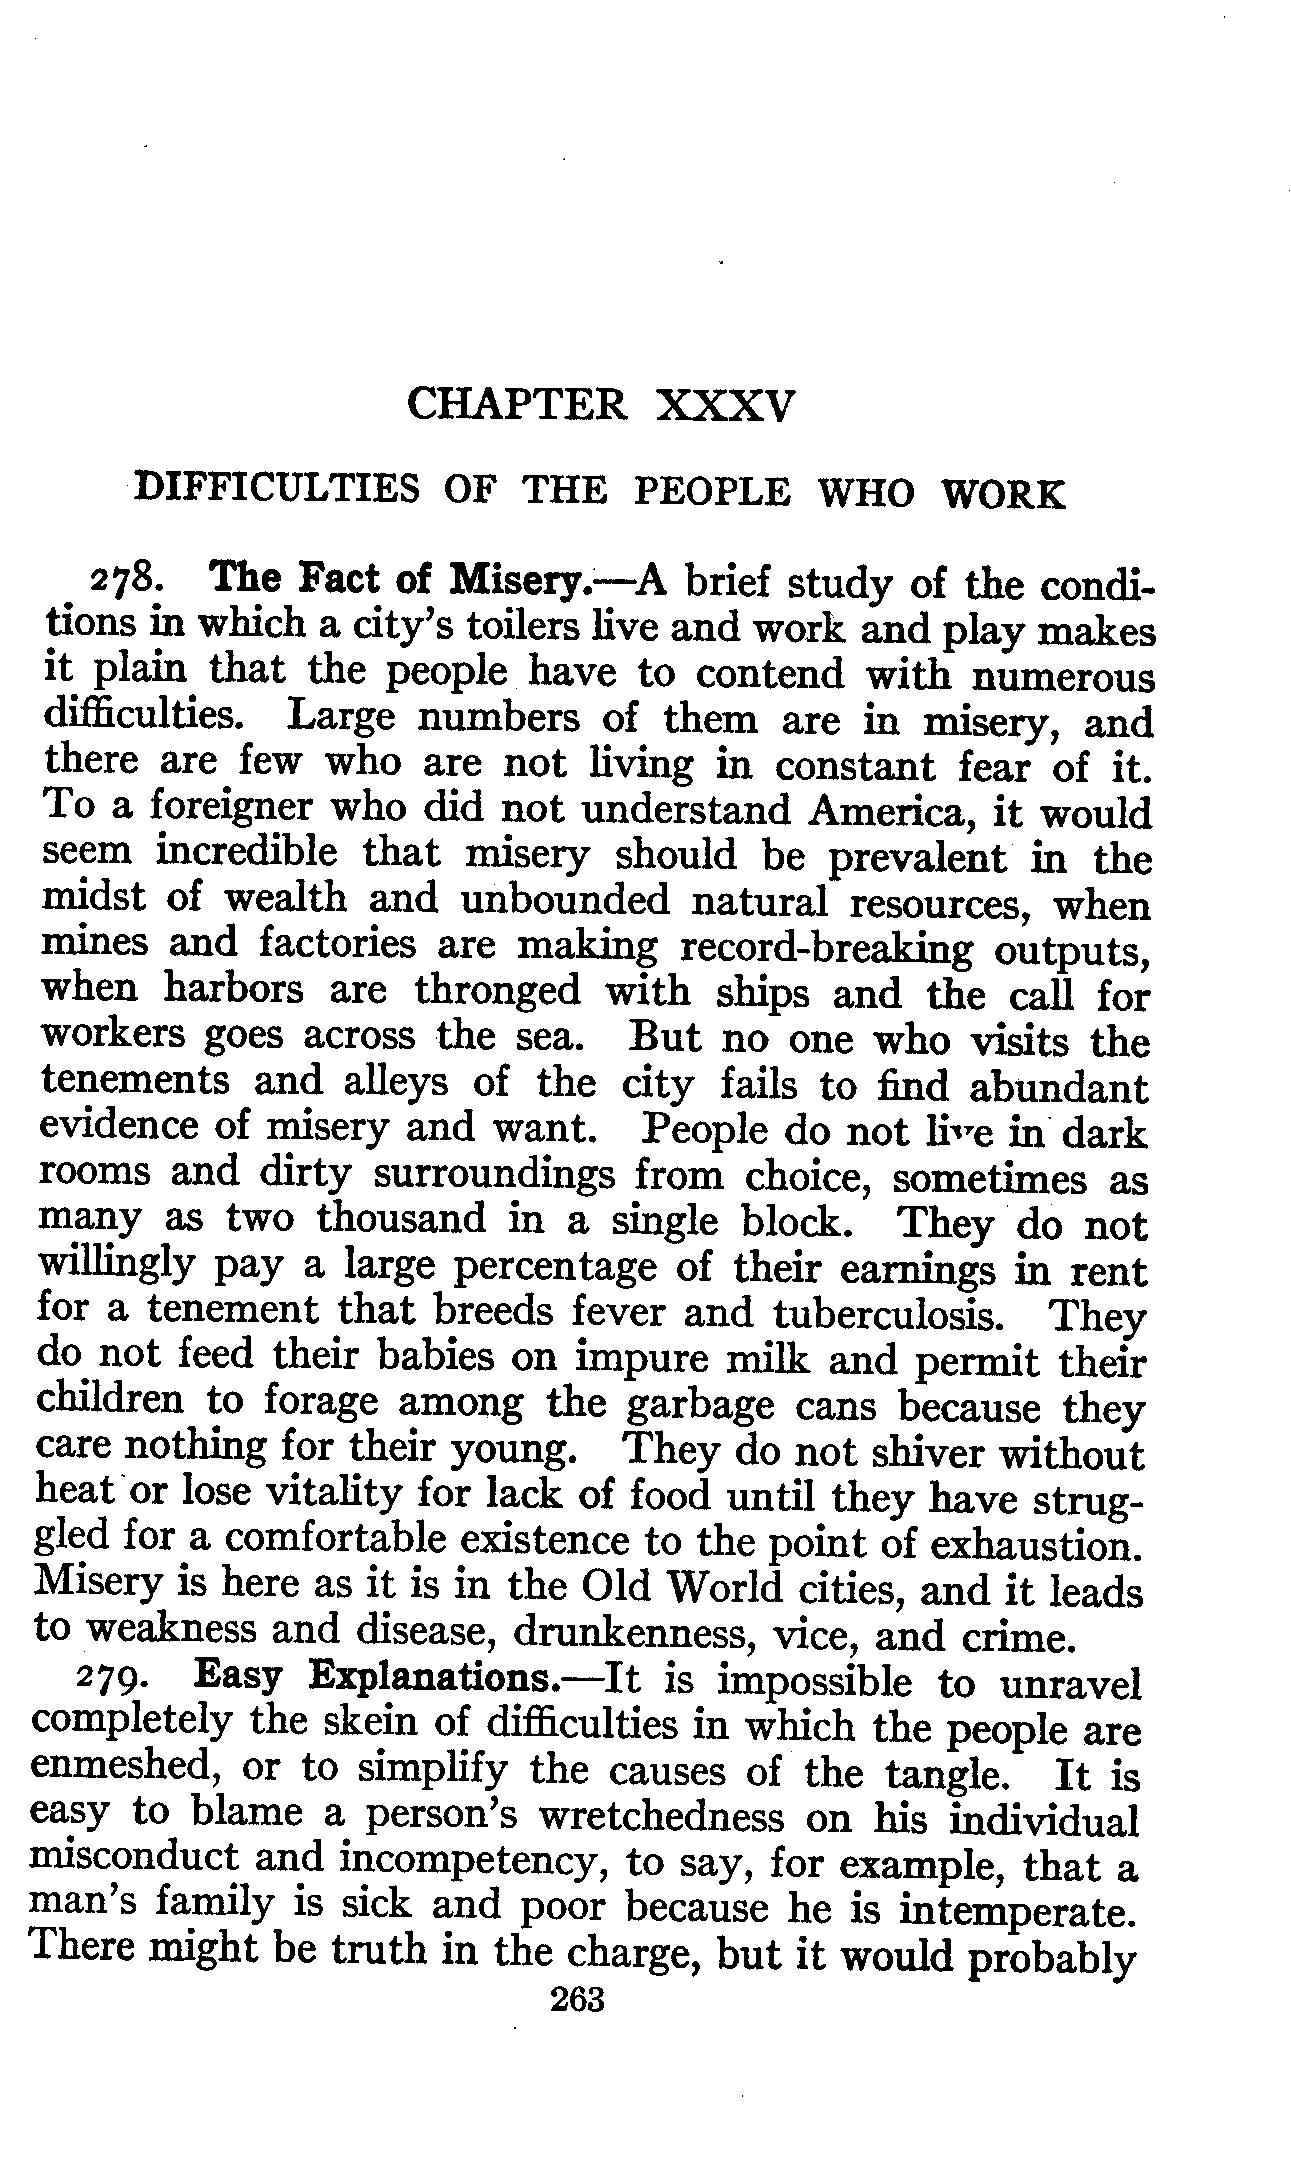 CHAPTER XXXV
DIFFICULTIES OF THE PEOPLE WHO WORK
278. The Fact of Misery.—A brief study of the condi-
tions in which a city's toilers live and work and play makes
it plain that the people have to contend with numerous
difficulties. Large numbers of them are in misery, and
there are few who are not living in constant fear of it.
To a foreigner who did not understand America, it would
seem incredible that misery should be prevalent in the
midst of wealth and unbounded natural resources, when
mines and factories are making record-breaking outputs,
when harbors are thronged with ships and the call for
workers goes across the sea. But no one who visits the
tenements and alleys of the city fails to find abundant
evidence of misery and want. People do not live in dark
rooms and dirty surroundings from choice, sometimes as
many as two thousand in a single block. They do not
willingly pay a large percentage of their earnings in rent
for a tenement that breeds fever and tuberculosis. They
do not feed their babies on impure milk and permit their
children to forage among the garbage cans because they
care nothing for their young. They do not shiver without
heat or lose vitality for lack of food until they have strug-
gled for a comfortable existence to the point of exhaustion.
Misery is here as it is in the Old World cities, and it leads
to weakness and disease, drunkenness, vice, and crime.
279. Easy Explanations.—It is impossible to unravel
completely the skein of difficulties in which the people are
enmeshed, or to simplify the causes of the tangle. It is
easy to blame a person's wretchedness on his individual
misconduct and incompetency, to say, for example, that a
man's family is sick and poor because he is intemperate.
There might be truth in the charge, but it would probably
263